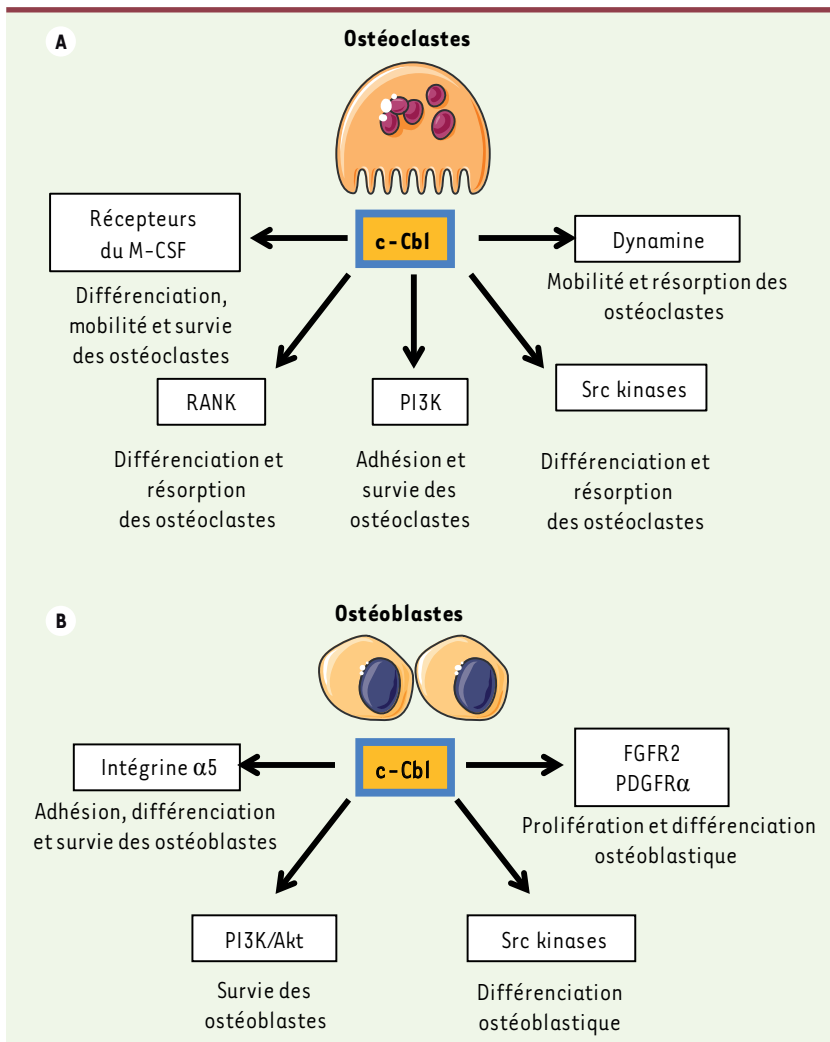 A
Ostéoclastes
Récepteurs
du M-CSF
c-Cbl
Dynamine
Différenciation,
mobilité et survie
des ostéoclastes
Mobilité et résorption des
ostéoclastes
RANK
PI3K
Src kinases
Différenciation et
résorption
des ostéoclastes
Adhésion et
survie des
ostéoclastes
Différenciation et
résorption
des ostéoclastes
B
Ostéoblastes
Intégrine α5
c-Cbl
FGFR2
PDGFRα
Adhésion, différenciation
et survie des ostéoblastes
Prolifération et différenciation
ostéoblastique
PI3K/Akt
Src kinases
Survie des
ostéoblastes
Différenciation
ostéoblastique